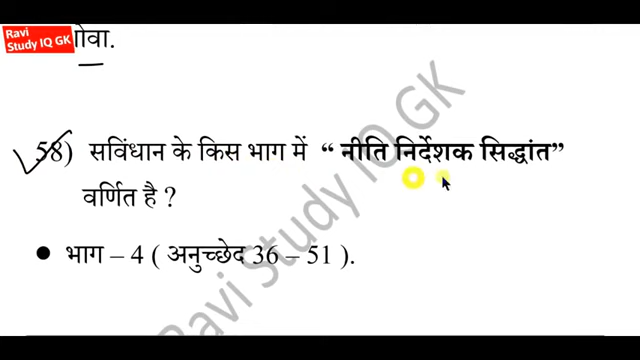 Ravi
Study IQ GK
गोवा.
58) सविंधान के किस भाग में “ नीति निर्देशक सिद्धांत”
वर्णित है ?
● भाग – 4 ( अनुच्छेद 36 – 51 ).
Ravi Study IQ GK